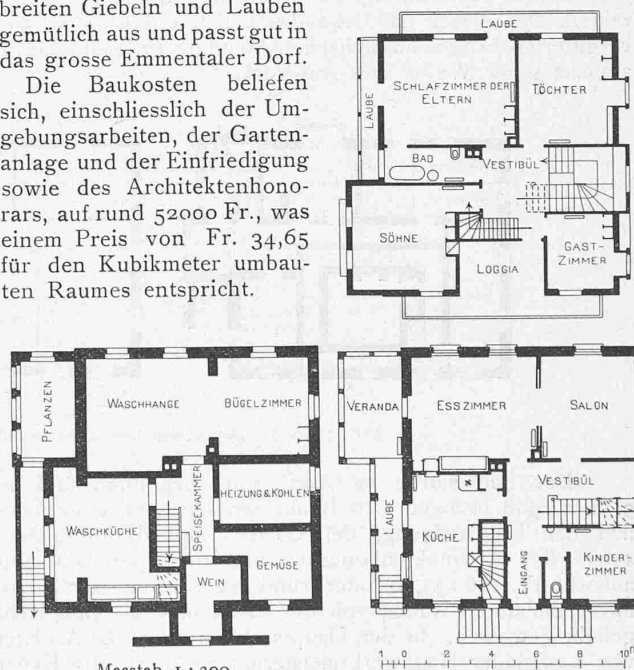 breiten Giebeln und Lauben
gemütlich aus und passt gut in
das grosse Emmentaler Dorf.
Die Baukosten beliefen
sich, einschliesslich der Um-
gebungsarbeiten, der Garten-
anlage und der Einfriedigung
sowie des Architektenhono-
rars, auf rund 52000 Fr., was
einem Preis von Fr. 34,65
für den Kubikmeter umbau-
ten Raumes entspricht.
LAUBE
LAUBE
SCHLAFZIMMER DER
ELTERN
TÖCHTER
BAD
VESTIBÜL
SÖHNE
LOGGIA
GAST-
ZIMMER
PFLANZEN
WASCHHANGE
BÜGELZIMMER
WASCHKÜCHE
SPEISEKAMMER
HEIZUNG & KOHLEN
WEIN
GEMÜSE
VERANDA
ESSZIMMER
SALON
LAUBE
KÜCHE
VESTIBÜL
EINGANG
KINDER-
ZIMMER
1 0 1 2 3 4 5 6 7 8 9 10